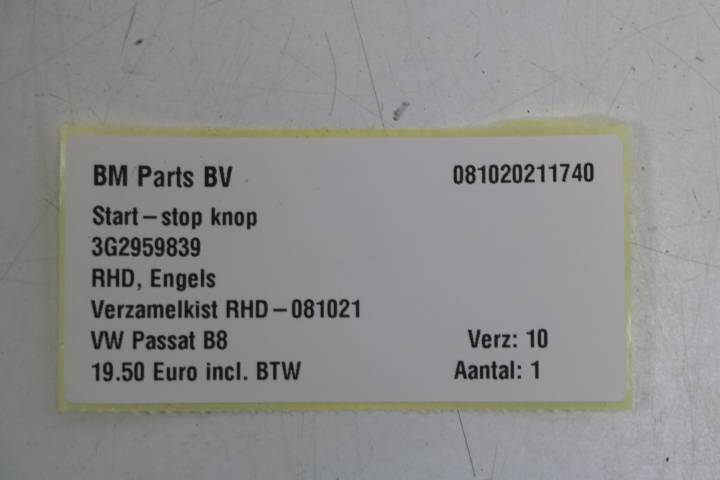 BM Parts BV 081020211740
Start-stop knop
3G2959839
RHD, Engels
Verzamelkist RHD-081021
VW Passat B8 Verz: 10
19.50 Euro incl. BTW Aantal: 1